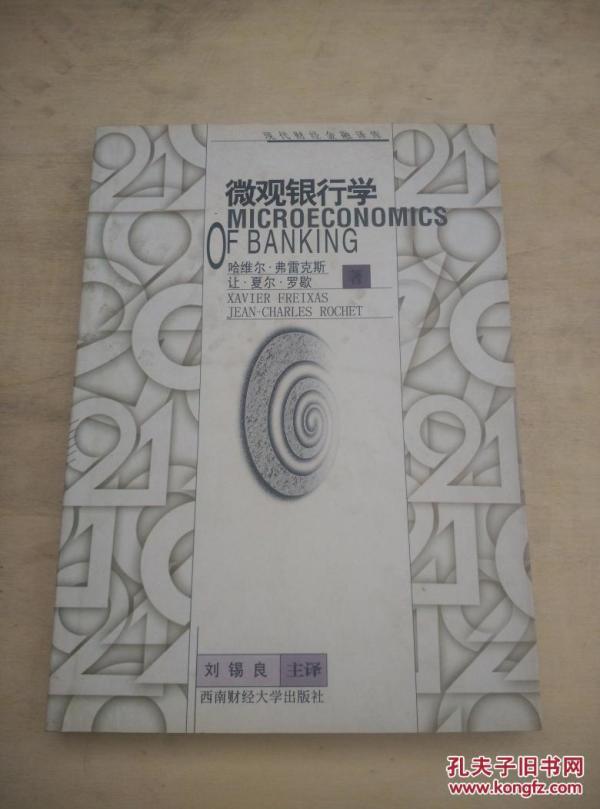 现代财经金融译库
微观银行学
MICROECONOMICS
OF BANKING
哈维尔·弗雷克斯
让·夏尔·罗歇
著
XAVIER FREIXAS
JEAN-CHARLES ROCHET
刘锡良 主译
西南财经大学出版社
孔夫子旧书网
kongfz.com